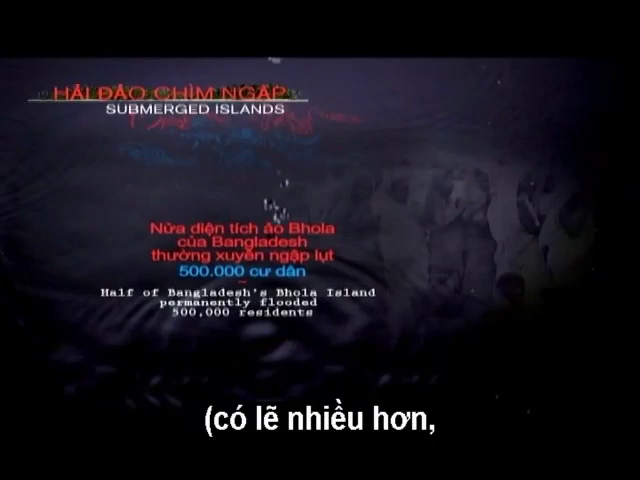 HẢI ĐẢO CHÌM NGẬP
SUBMERGED ISLANDS
Nửa diện tích ảo Bhola
của Bangladesh
thường xuyên ngập lụt
500.000 cư dân
Half of Bangladesh's Bhola Island
permanently flooded
500,000 residents
(có lẽ nhiều hơn,